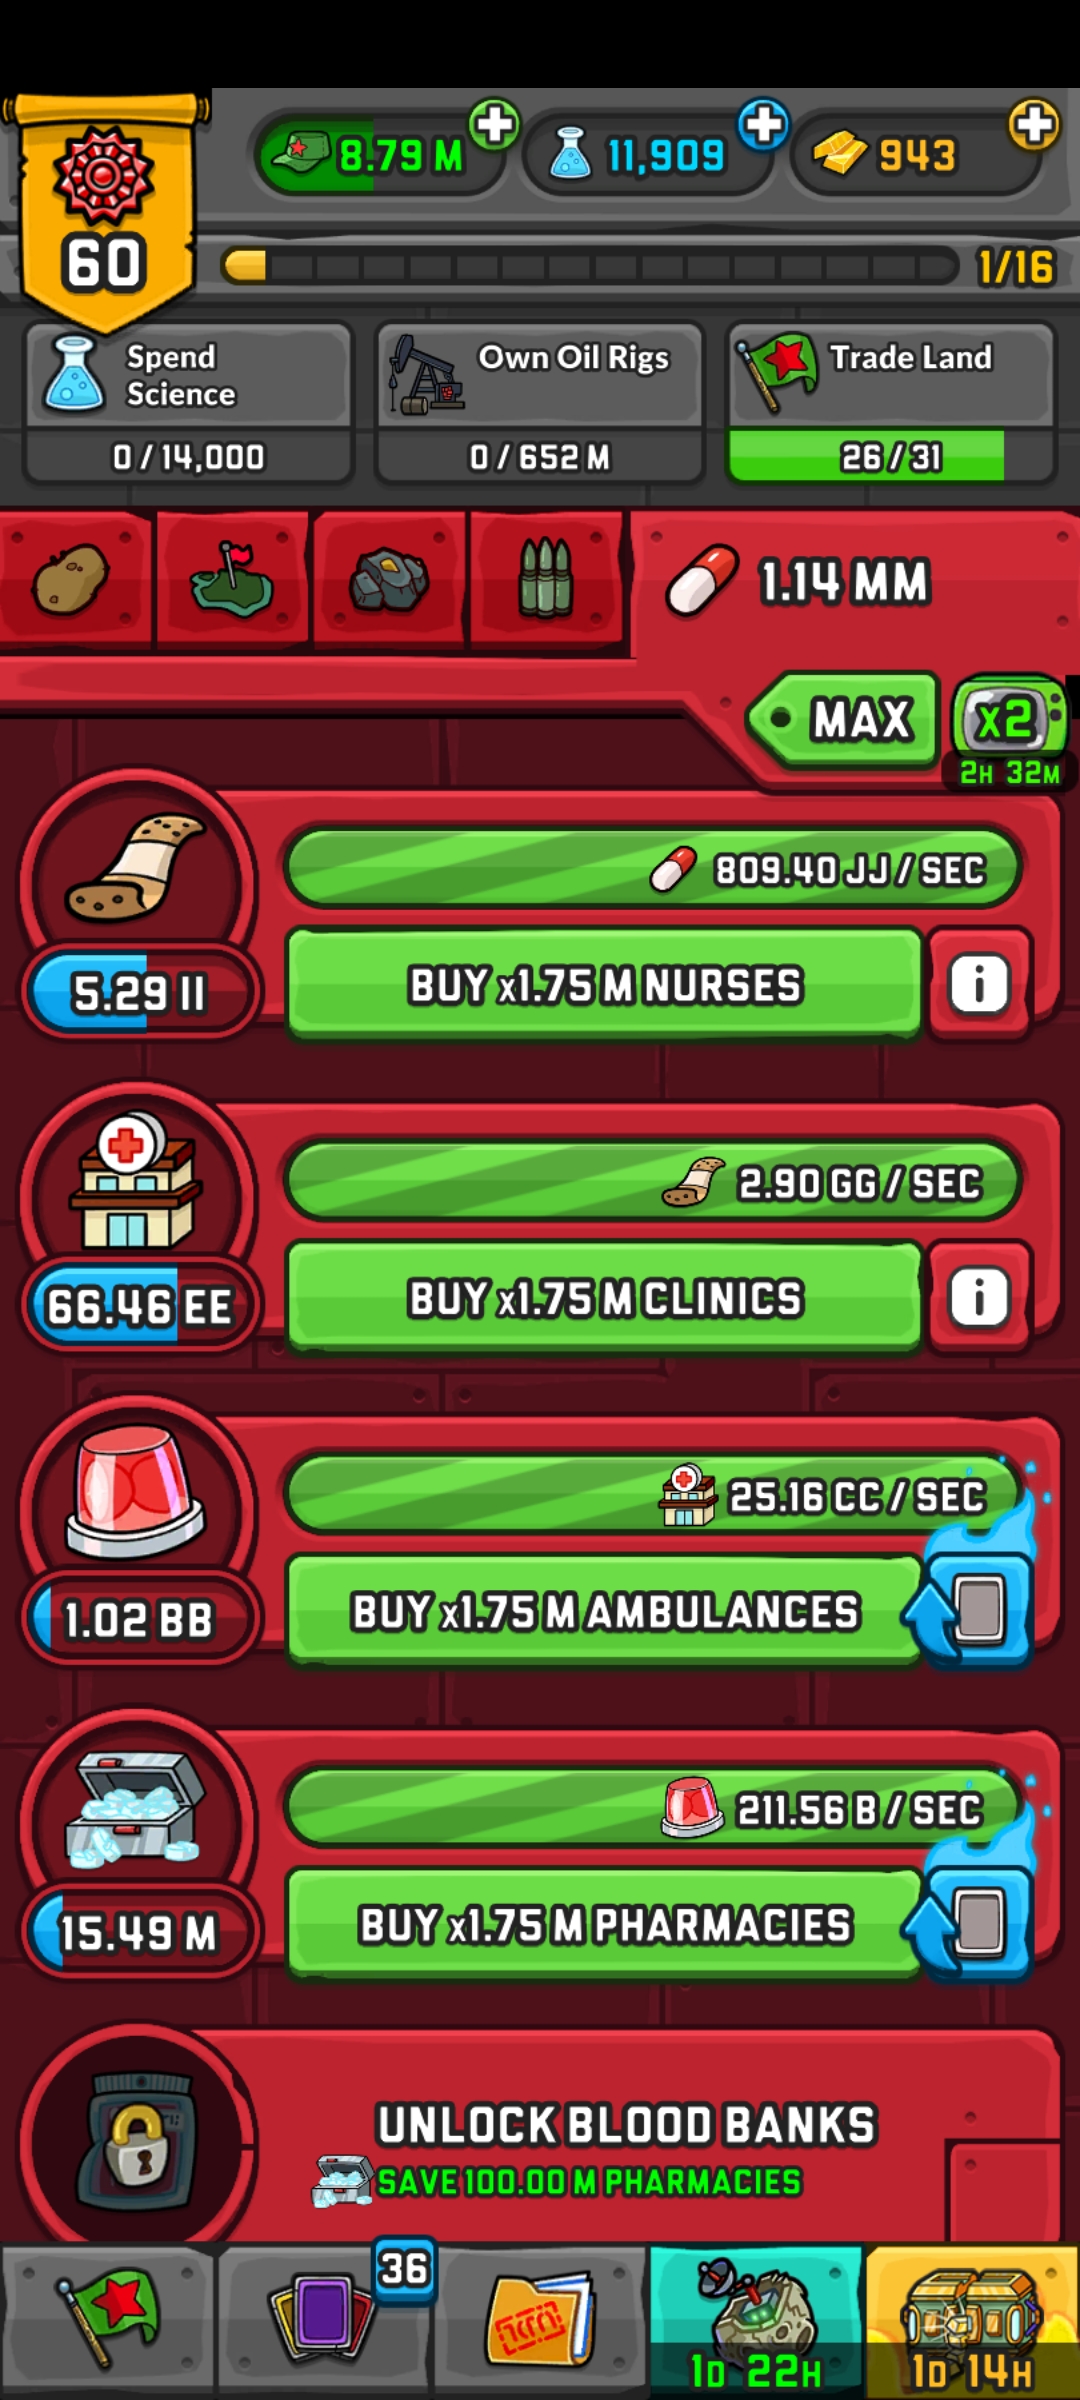 8.79 M
11,909
943
60
1/16
Spend
Science
0/14,000
Own Oil Rigs
0/652 M
Trade Land
26/31
1.14 MM
MAX
x2
2H 32M
809.40 JJ/SEC
5.29 II
BUY x1.75 M NURSES
i
2.90 GG/SEC
66.46 EE
BUY x1.75 M CLINICS
i
25.16 CC/SEC
1.02 BB
BUY x1.75 M AMBULANCES
211.56 B/SEC
15.49 M
BUY x1.75 M PHARMACIES
UNLOCK BLOOD BANKS
SAVE 100.00 M PHARMACIES
36
1D 22H
1D 14H